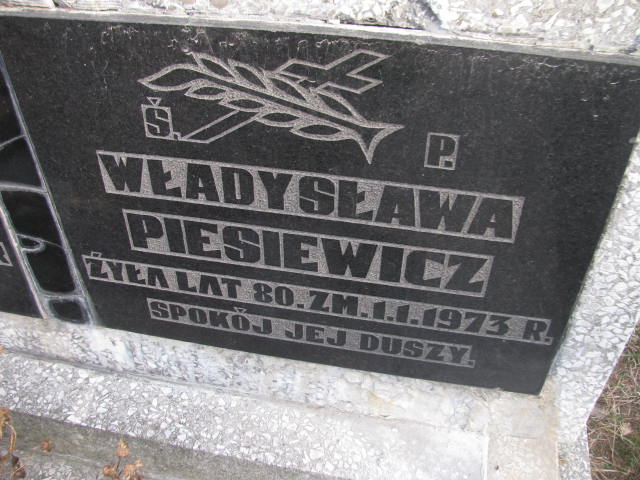 Ś. P.
WŁADYSŁAWA
PIESIEWICZ
ŻYŁA LAT 80. ZM. 1.1.1973 R.
SPOKÓJ JEJ DUSZY.